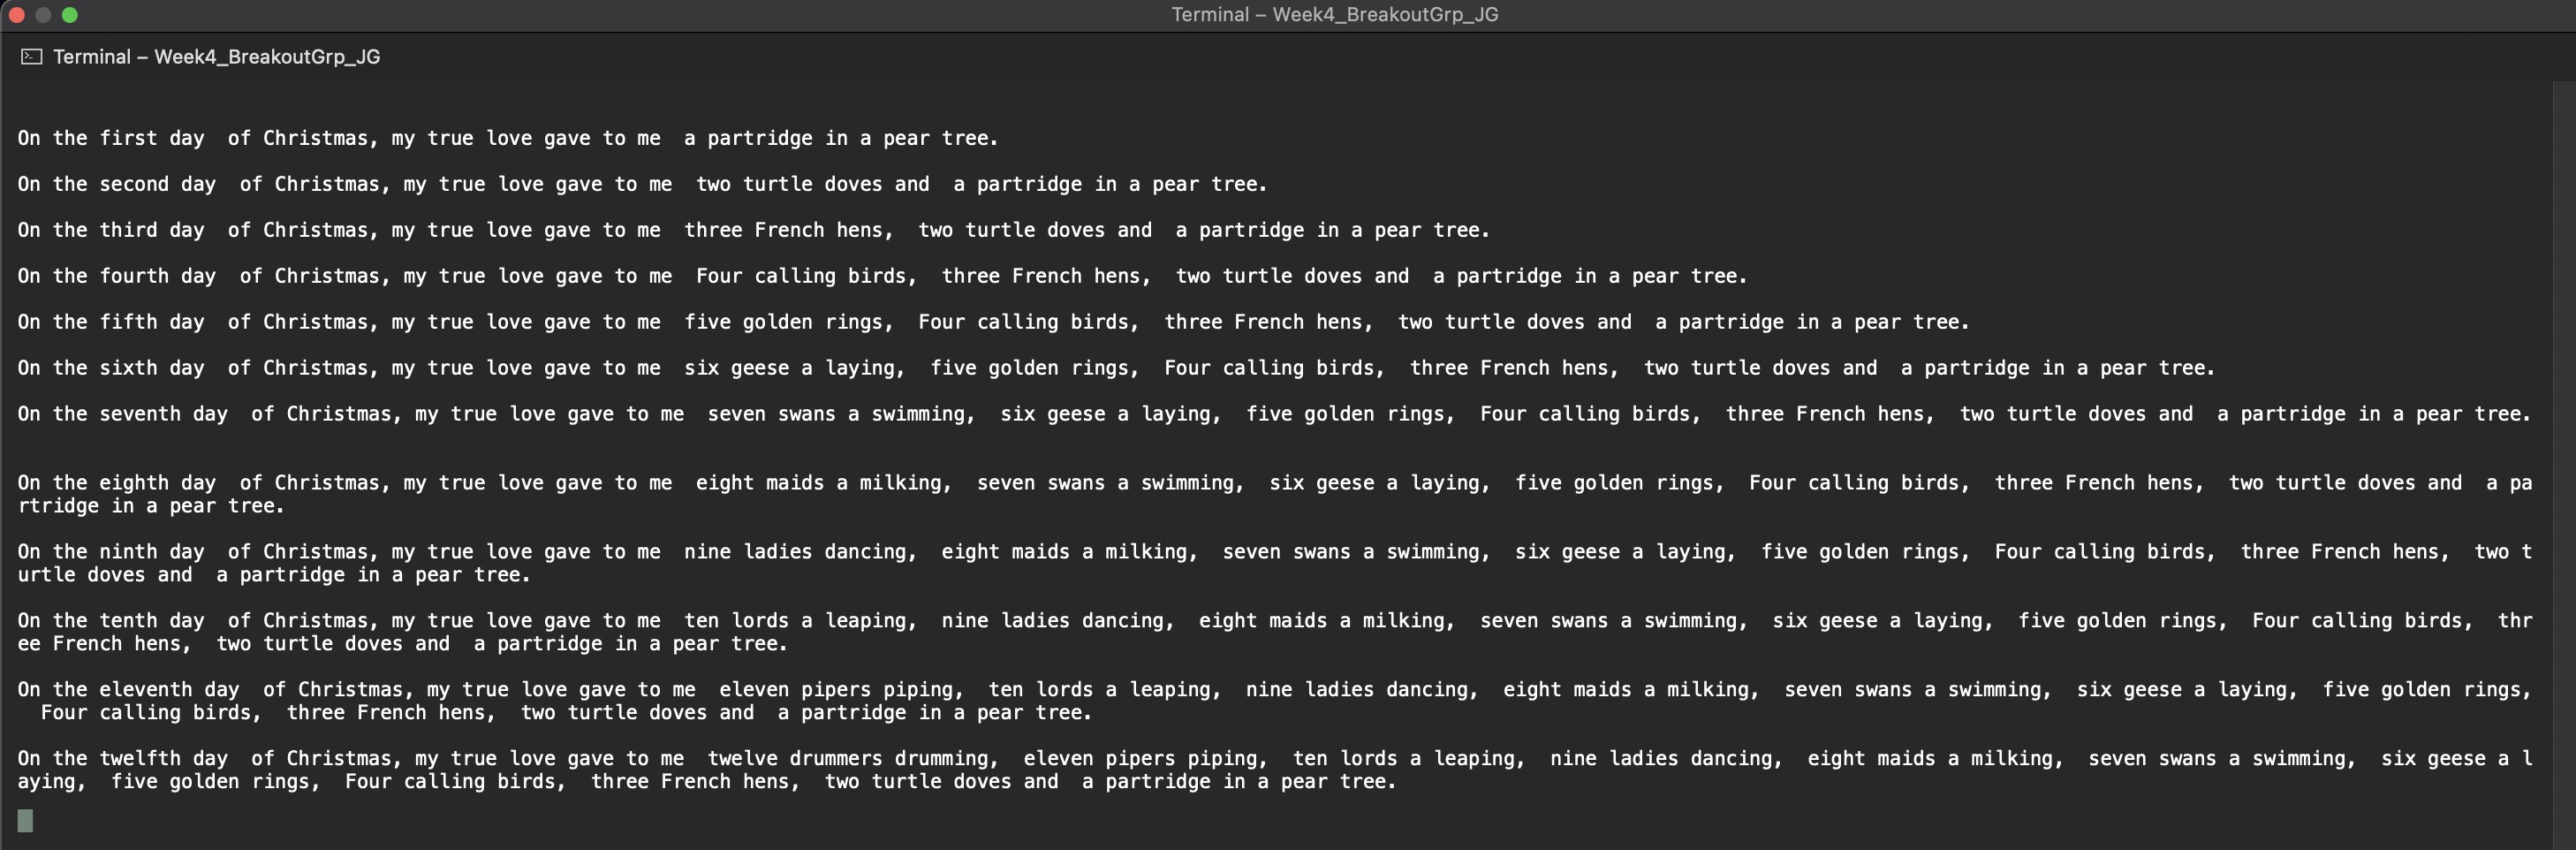 Terminal – Week4_BreakoutGrp_JG
Terminal – Week4_BreakoutGrp_JG
On the first day  of Christmas, my true love gave to me  a partridge in a pear tree.
On the second day  of Christmas, my true love gave to me  two turtle doves and  a partridge in a pear tree.
On the third day  of Christmas, my true love gave to me  three French hens,  two turtle doves and  a partridge in a pear tree.
On the fourth day  of Christmas, my true love gave to me  Four calling birds,  three French hens,  two turtle doves and  a partridge in a pear tree.
On the fifth day  of Christmas, my true love gave to me  five golden rings,  Four calling birds,  three French hens,  two turtle doves and  a partridge in a pear tree.
On the sixth day  of Christmas, my true love gave to me  six geese a laying,  five golden rings,  Four calling birds,  three French hens,  two turtle doves and  a partridge in a pear tree.
On the seventh day  of Christmas, my true love gave to me  seven swans a swimming,  six geese a laying,  five golden rings,  Four calling birds,  three French hens,  two turtle doves and  a partridge in a pear tree.
On the eighth day  of Christmas, my true love gave to me  eight maids a milking,  seven swans a swimming,  six geese a laying,  five golden rings,  Four calling birds,  three French hens,  two turtle doves and  a pa
rtridge in a pear tree.
On the ninth day  of Christmas, my true love gave to me  nine ladies dancing,  eight maids a milking,  seven swans a swimming,  six geese a laying,  five golden rings,  Four calling birds,  three French hens,  two t
urtle doves and  a partridge in a pear tree.
On the tenth day  of Christmas, my true love gave to me  ten lords a leaping,  nine ladies dancing,  eight maids a milking,  seven swans a swimming,  six geese a laying,  five golden rings,  Four calling birds,  thr
ee French hens,  two turtle doves and  a partridge in a pear tree.
On the eleventh day  of Christmas, my true love gave to me  eleven pipers piping,  ten lords a leaping,  nine ladies dancing,  eight maids a milking,  seven swans a swimming,  six geese a laying,  five golden rings,
  Four calling birds,  three French hens,  two turtle doves and  a partridge in a pear tree.
On the twelfth day  of Christmas, my true love gave to me  twelve drummers drumming,  eleven pipers piping,  ten lords a leaping,  nine ladies dancing,  eight maids a milking,  seven swans a swimming,  six geese a l
aying,  five golden rings,  Four calling birds,  three French hens,  two turtle doves and  a partridge in a pear tree.